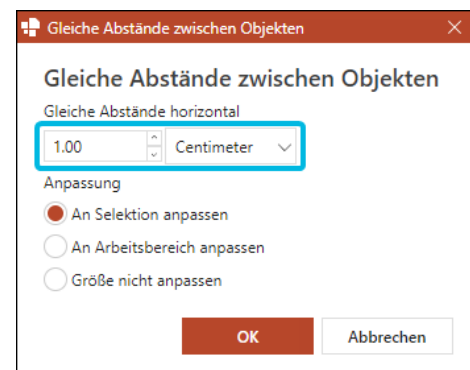 Gleiche Abstände zwischen Objekten
Gleiche Abstände zwischen Objekten
Gleiche Abstände horizontal
1.00 Centimeter
Anpassung
An Selektion anpassen
An Arbeitsbereich anpassen
Größe nicht anpassen
OK Abbrechen